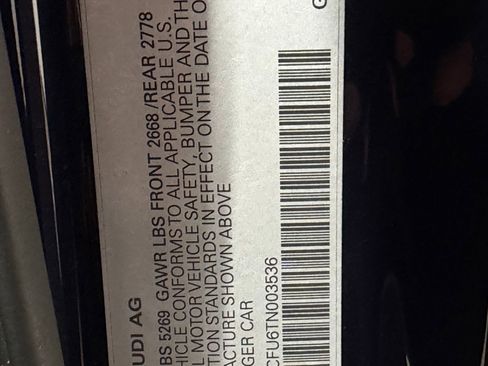 UDI AG
BS 5269 GAWR LBS FRONT 2668 /REAR 2778
HICLE CONFORMS TO ALL APPLICABLE U.S.
L MOTOR VEHICLE SAFETY, BUMPER AND TH
TION STANDARDS IN EFFECT ON THE DATE O
ACTURE SHOWN ABOVE
GER CAR
CFU6TN003536
G